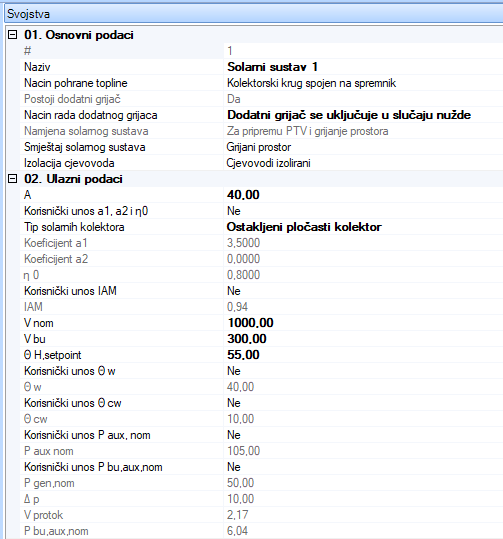 Svojstva
01. Osnovni podaci
# 1
Naziv Solarni sustav 1
Nacin pohrane topline Kolektorski krug spojen na spremnik
Postoji dodatni grijač Da
Nacin rada dodatnog grijaca Dodatni grijač se uključuje u slučaju nužde
Namjena solarnog sustava Za pripremu PTV i grijanje prostora
Smještaj solarnog sustava Grijani prostor
Izolacija cjevovoda Cjevovodi izolirani
02. Ulazni podaci
A 40,00
Korisnički unos a1, a2 i η0 Ne
Tip solarnih kolektora Ostakljeni pločasti kolektor
Koeficijent a1 3,5000
Koeficijent a2 0,0000
η 0 0,8000
Korisnički unos IAM Ne
IAM 0,94
V nom 1000,00
V bu 300,00
Θ H,setpoint 55,00
Korisnički unos Θ w Ne
Θ w 40,00
Korisnički unos Θ cw Ne
Θ cw 10,00
Korisnički unos P aux, nom Ne
P aux nom 105,00
Korisnički unos P bu,aux,nom Ne
P gen,nom 50,00
Δ p 10,00
V protok 2,17
P bu,aux,nom 6,04